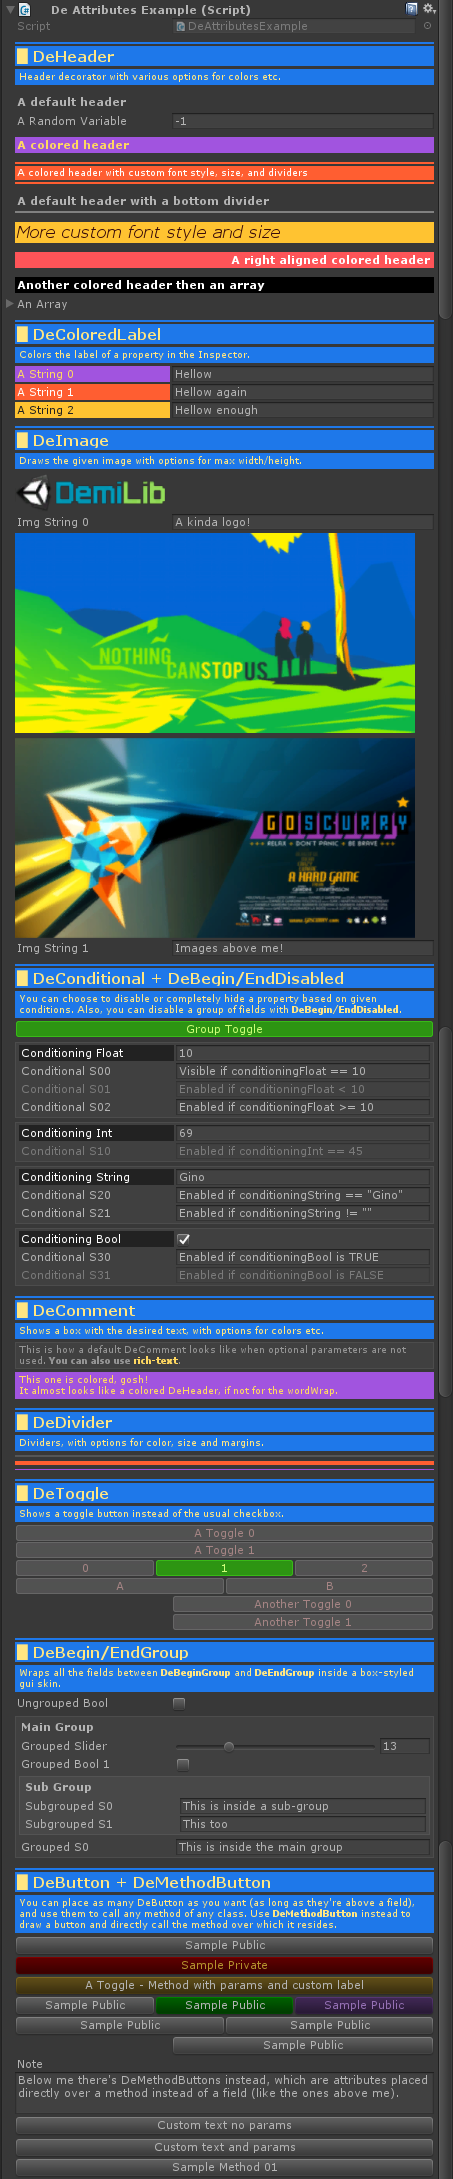 De Attributes Example (Script)
Script DeAttributesExample
DeHeader
Header decorator with various options for colors etc.
A default header
A Random Variable -1
A colored header
A colored header with custom font style, size, and dividers
A default header with a bottom divider
More custom font style and size
A right aligned colored header
Another colored header then an array
An Array
DeColoredLabel
Colors the label of a property in the Inspector.
A String 0 Hellow
A String 1 Hellow again
A String 2 Hellow enough
DeImage
Draws the given image with options for max width/height.
DemiLib
Img String 0 A kinda logo!
NOTHING
CANSTOPUS
GOSCURRY
RELAX DON'T PANIC BE BRAVE
A HARD GAME
Img String 1 Images above me!
DeConditional + DeBegin/EndDisabled
You can choose to disable or completely hide a property based on given
conditions. Also, you can disable a group of fields with DeBegin/EndDisabled.
Group Toggle
Conditioning Float 10
Conditional S00 Visible if conditioningFloat == 10
Conditional S01 Enabled if conditioningFloat < 10
Conditional S02 Enabled if conditioningFloat >= 10
Conditioning Int 69
Conditional S10 Enabled if conditioningInt == 45
Conditioning String Gino
Conditional S20 Enabled if conditioningString == "Gino"
Conditional S21 Enabled if conditioningString != ""
Conditioning Bool
Conditional S30 Enabled if conditioningBool is TRUE
Conditional S31 Enabled if conditioningBool is FALSE
DeComment
Shows a box with the desired text, with options for colors etc.
This is how a default DeComment looks like when optional parameters are not
used. You can also use rich-text.
This one is colored, gosh!
It almost looks like a colored DeHeader, if not for the wordWrap.
DeDivider
Dividers, with options for color, size and margins.
DeToggle
Shows a toggle button instead of the usual checkbox.
A Toggle 0
A Toggle 1
0 1 2
A B
Another Toggle 0
Another Toggle 1
DeBegin/EndGroup
Wraps all the fields between DeBeginGroup and DeEndGroup inside a box-styled
gui skin.
Ungrouped Bool
Main Group
Grouped Slider 13
Grouped Bool 1
Sub Group
Subgrouped S0 This is inside a sub-group
Subgrouped S1 This too
Grouped S0 This is inside the main group
DeButton + DeMethodButton
You can place as many DeButton as you want (as long as they're above a field),
and use them to call any method of any class. Use DeMethodButton instead to
draw a button and directly call the method over which it resides.
Sample Public
Sample Private
A Toggle - Method with params and custom label
Sample Public Sample Public Sample Public
Sample Public Sample Public
Sample Public
Note
Below me there's DeMethodButtons instead, which are attributes placed
directly over a method instead of a field (like the ones above me).
Custom text no params
Custom text and params
Sample Method 01